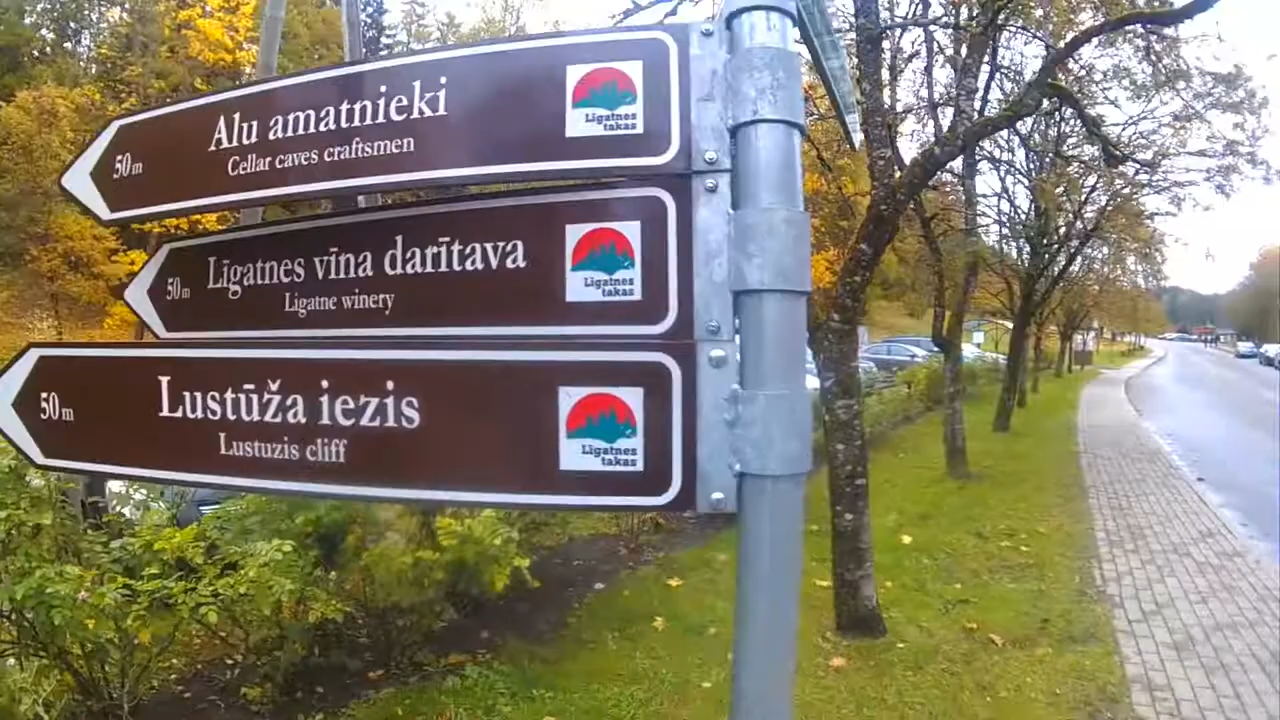 Alu amatnieki
50m
Cellar caves craftsmen
Līgatnes
takas
Līgatnes vīna darītava
50m
Ligatne winery
Līgatnes
takas
Lustūža iezis
50m
Lustuzis cliff
Līgatnes
takas